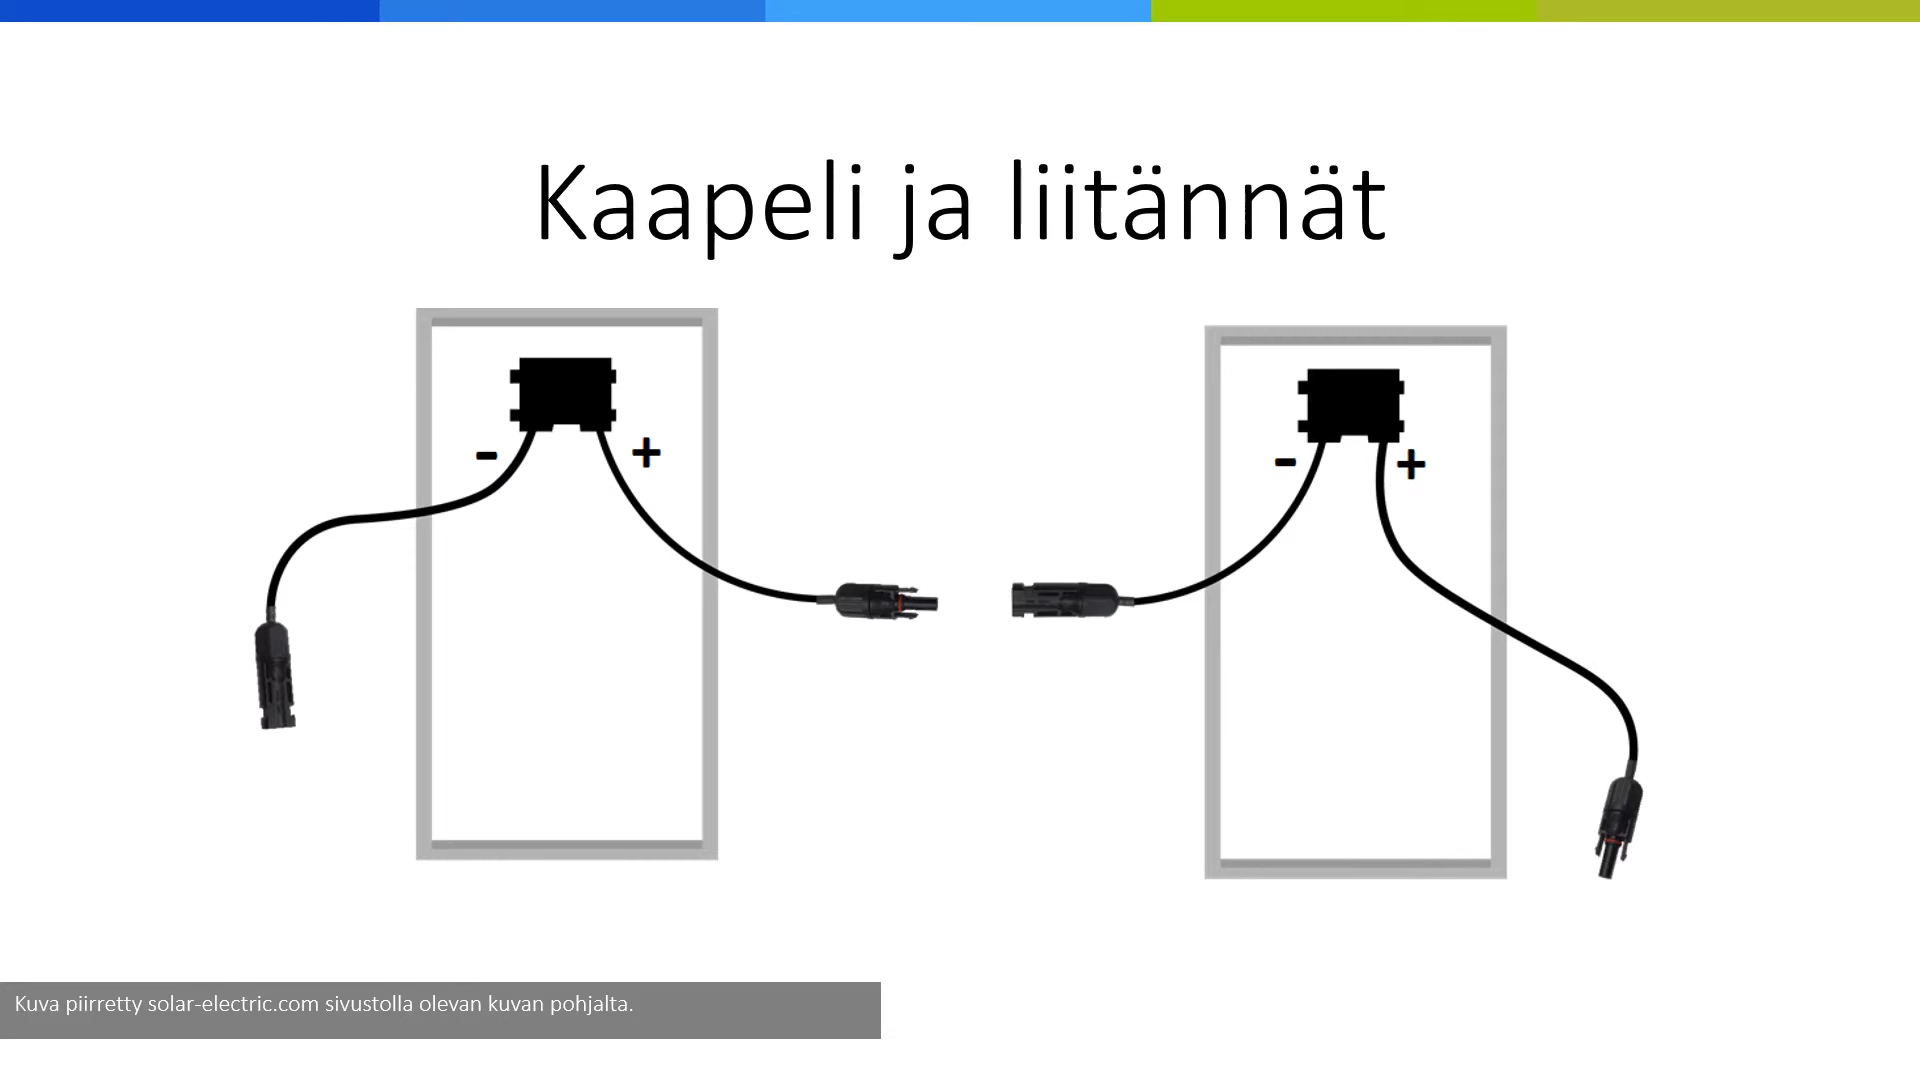 Kaapeli ja liitännät
- +
- +
Kuva piirretty solar-electric.com sivustolla olevan kuvan pohjalta.